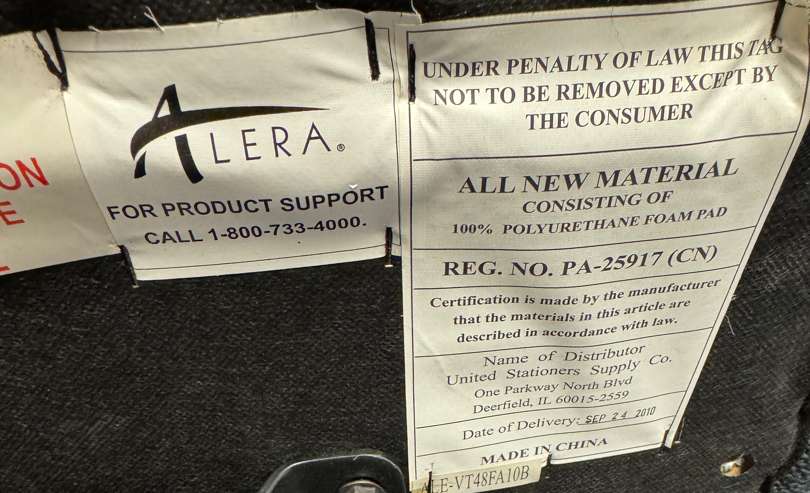 ON
E
ALERA®
FOR PRODUCT SUPPORT
CALL 1-800-733-4000.
UNDER PENALTY OF LAW THIS TAG
NOT TO BE REMOVED EXCEPT BY
THE CONSUMER
ALL NEW MATERIAL
CONSISTING OF
100% POLYURETHANE FOAM PAD
REG. NO. PA-25917 (CN)
Certification is made by the manufacturer
that the materials in this article are
described in accordance with law.
Name of Distributor
United Stationers Supply Co.
One Parkway North Blvd
Deerfield, IL 60015-2559
Date of Delivery: SEP 24 2010
MADE IN CHINA
ALE-VT48FA10B